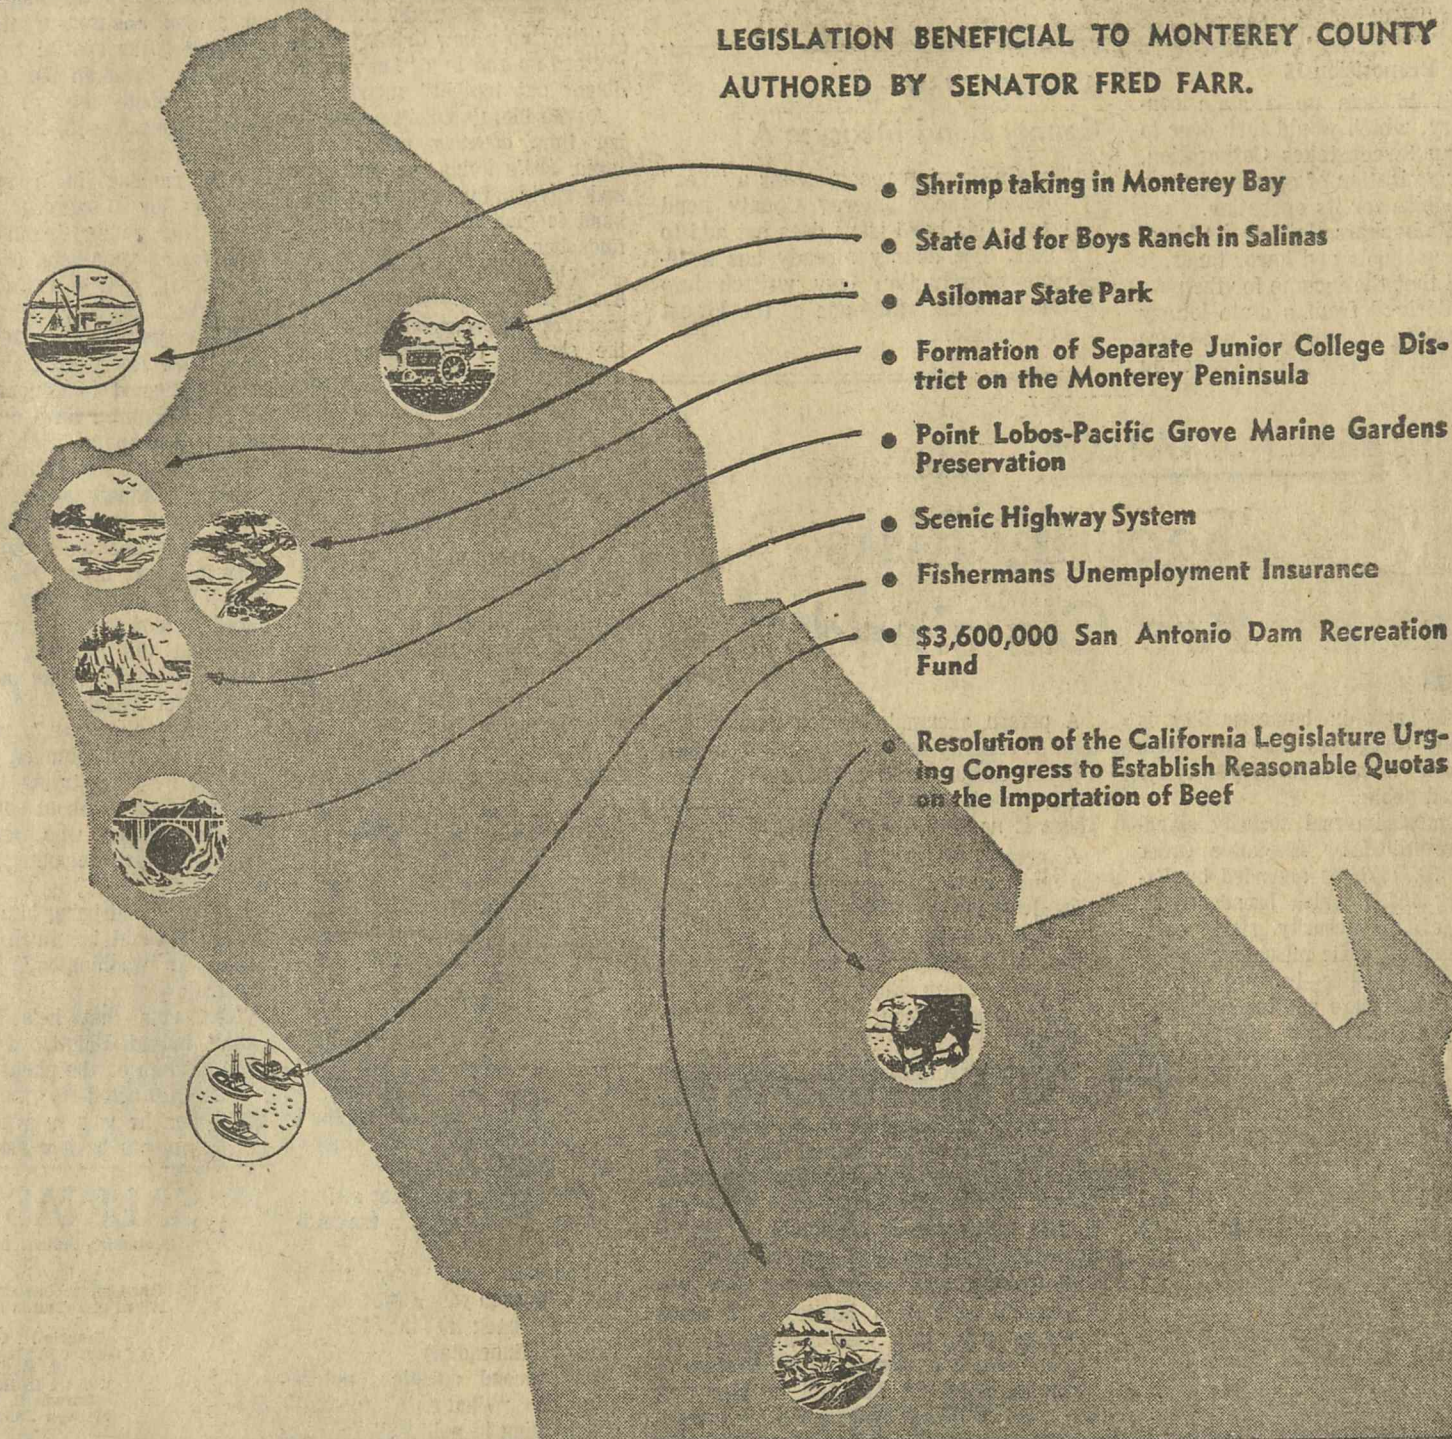 LEGISLATION BENEFICIAL TO MONTEREY COUNTY
AUTHORED BY SENATOR FRED FARR.
• Shrimp taking in Monterey Bay
• State Aid for Boys Ranch in Salinas
• Asilomar State Park
• Formation of Separate Junior College Dis-
trict on the Monterey Peninsula
• Point Lobos-Pacific Grove Marine Gardens
Preservation
• Scenic Highway System
• Fishermans Unemployment Insurance
• $3,600,000 San Antonio Dam Recreation
Fund
• Resolution of the California Legislature Urg-
ing Congress to Establish Reasonable Quotas
on the Importation of Beef